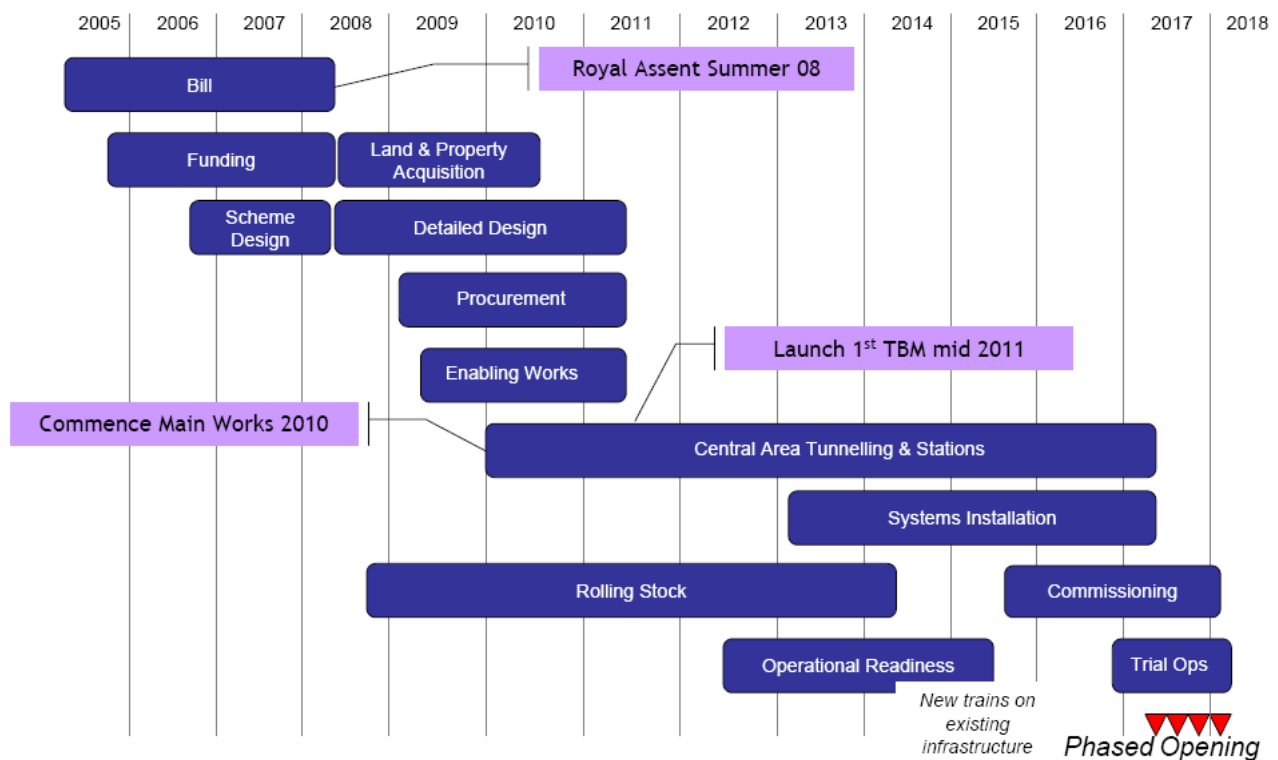 2005 2006 2007 2008 2009 2010 2011 2012 2013 2014 2015 2016 2017 2018
Royal Assent Summer 08
Bill
Funding
Land & Property
Acquisition
Scheme
Design
Detailed Design
Procurement
Launch 1st TBM mid 2011
Enabling Works
Commence Main Works 2010
Central Area Tunnelling & Stations
Systems Installation
Rolling Stock
Commissioning
Operational Readiness
Trial Ops
New trains on
existing
infrastructure
Phased Opening